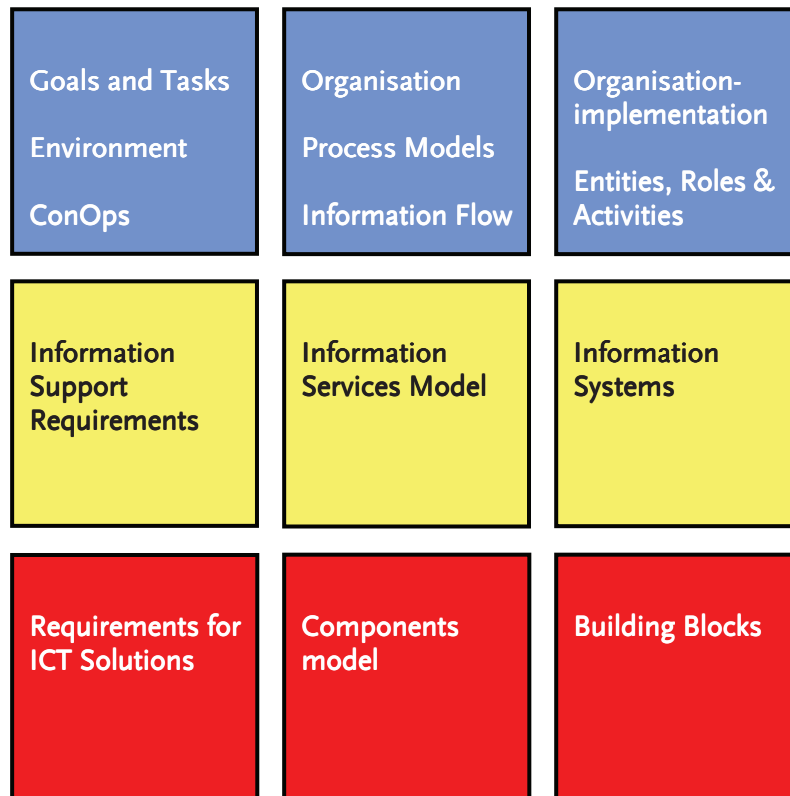 Goals and Tasks
Environment
ConOps
Organisation
Process Models
Information Flow
Organisation-
implementation
Entities, Roles &
Activities
Information
Support
Requirements
Information
Services Model
Information
Systems
Requirements for
ICT Solutions
Components
model
Building Blocks